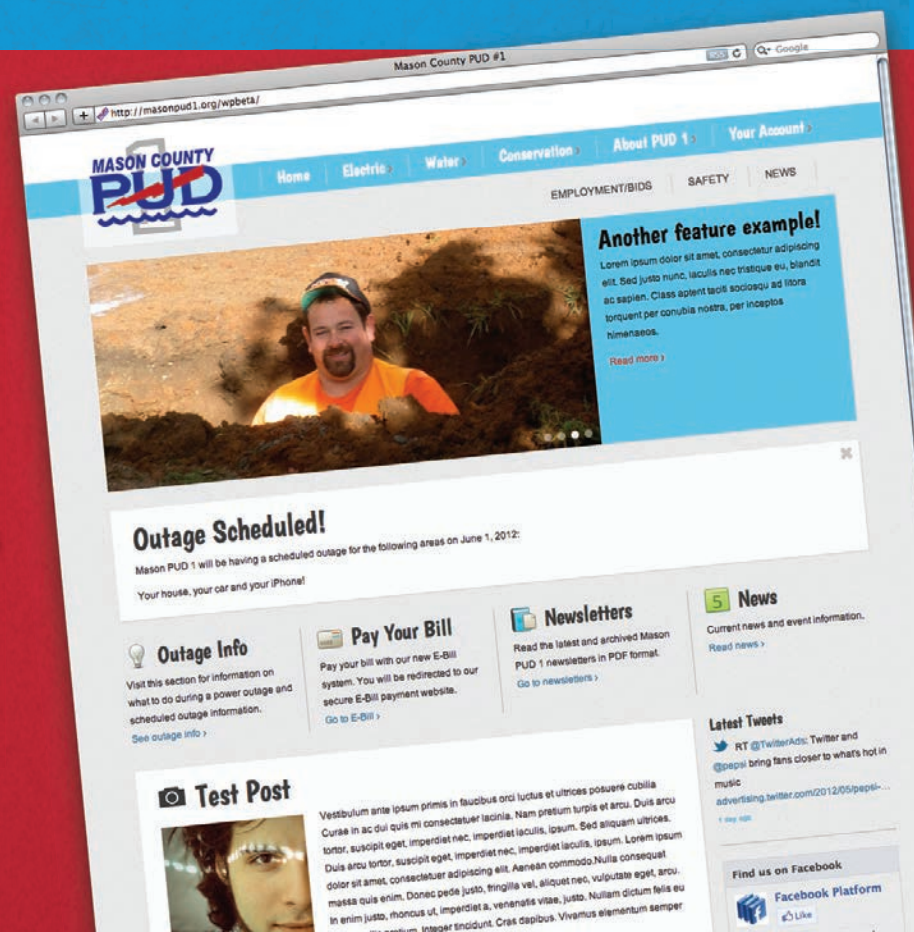 Mason County PUD #1
RSS
Google
http://masonpud1.org/wpbeta/
MASON COUNTY
PUD
1
Home
Electric ›
Water ›
Conservation ›
About PUD 1 ›
Your Account ›
EMPLOYMENT/BIDS
SAFETY
NEWS
Another feature example!
Lorem ipsum dolor sit amet, consectetur adipiscing
elit. Sed justo nunc, iaculis nec tristique eu, blandit
ac sapien. Class aptent taciti sociosqu ad litora
torquent per conubia nostra, per inceptos
himenaeos.
Read more ›
Outage Scheduled!
Mason PUD 1 will be having a scheduled outage for the following areas on June 1, 2012:
Your house, your car and your iPhone!
Outage Info
Visit this section for information on
what to do during a power outage and
scheduled outage information.
See outage info ›
Pay Your Bill
Pay your bill with our new E-Bill
system. You will be redirected to our
secure E-Bill payment website.
Go to E-Bill ›
Newsletters
Read the latest and archived Mason
PUD 1 newsletters in PDF format.
Go to newsletters ›
5
News
Current news and event information.
Read news ›
Test Post
Vestibulum ante ipsum primis in faucibus orci luctus et ultrices posuere cubilia
Curae in ac dui quis mi consectetuer lacinia. Nam pretium turpis et arcu. Duis arcu
tortor, suscipit eget, imperdiet nec, imperdiet iaculis, ipsum. Sed aliquam ultrices.
Duis arcu tortor, suscipit eget, imperdiet nec, imperdiet iaculis, ipsum. Lorem ipsum
dolor sit amet, consectetuer adipiscing elit. Aenean commodo.Nulla consequat
massa quis enim. Donec pede justo, fringilla vel, aliquet nec, vulputate eget, arcu.
In enim justo, rhoncus ut, imperdiet a, venenatis vitae, justo. Nullam dictum felis eu
pretium. Integer tincidunt. Cras dapibus. Vivamus elementum semper
Latest Tweets
RT @TwitterAds: Twitter and
@pepsi bring fans closer to what's hot in
music
advertising.twitter.com/2012/05/pepsi-…
1 day ago
Find us on Facebook
Facebook Platform
Like